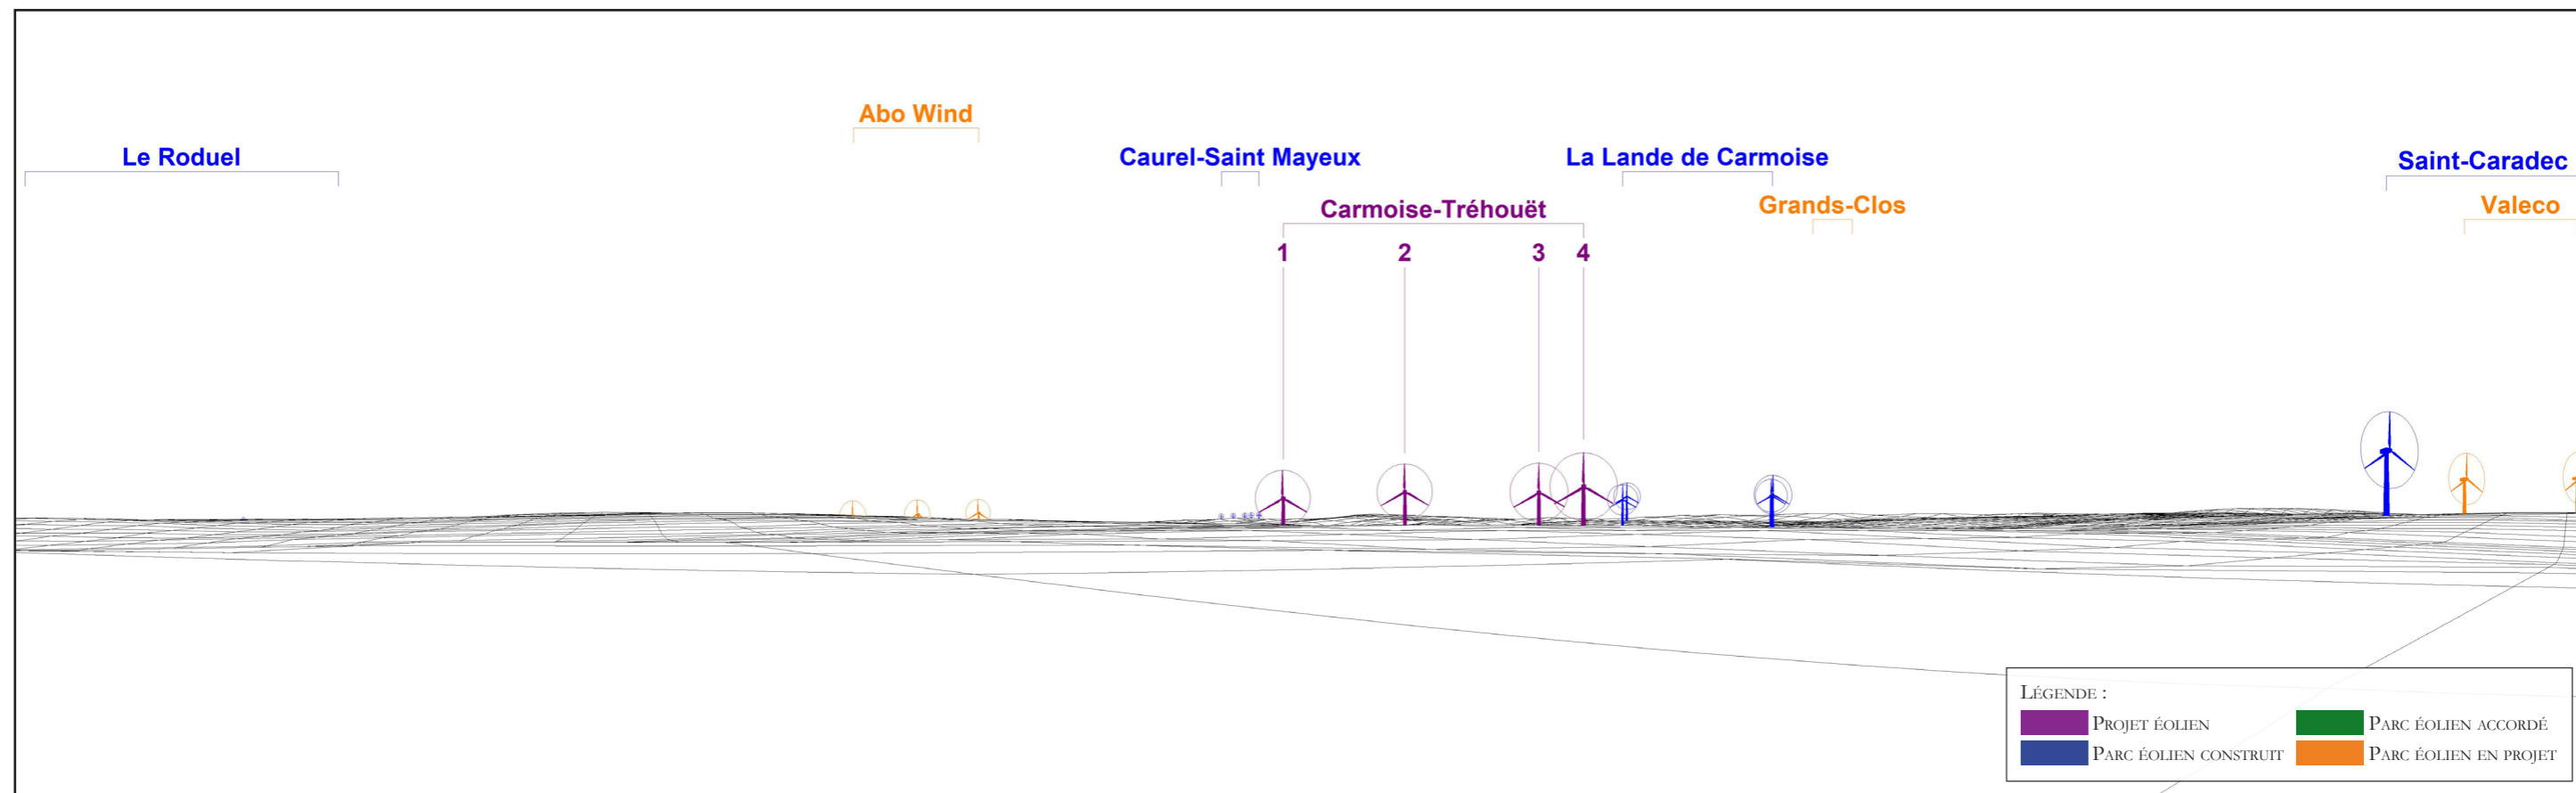 Abo Wind
Le Roduel
Caurel-Saint Mayeux
La Lande de Carmoise
Saint-Caradec
Carmoise-Tréhouët
Grands-Clos
Valeco
1 2 3 4
LÉGENDE :
PROJET ÉOLIEN
PARC ÉOLIEN ACCORDÉ
PARC ÉOLIEN CONSTRUIT
PARC ÉOLIEN EN PROJET